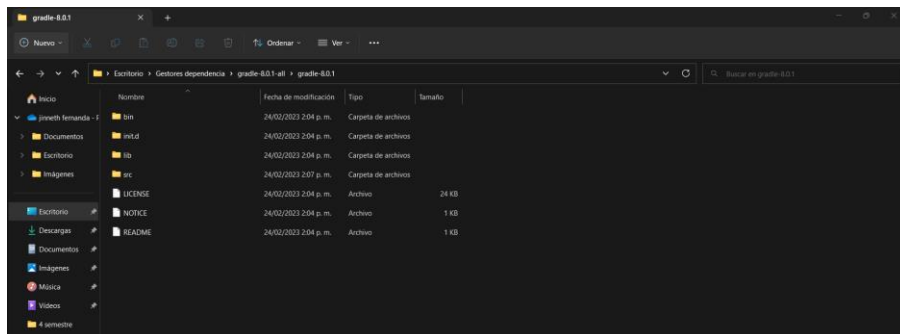 gradle-8.0.1
Nuevo
Ordenar
Ver
Escritorio > Gestores dependencia > gradle-8.0.1-all > gradle-8.0.1
Buscar en gradle-8.0.1
Inicio
jinneth fernanda - P
Documentos
Escritorio
Imágenes
Escritorio
Descargas
Documentos
Imágenes
Música
Vídeos
4 semestre
Nombre Fecha de modificación Tipo Tamaño
bin 24/02/2023 2:04 p. m. Carpeta de archivos
init.d 24/02/2023 2:04 p. m. Carpeta de archivos
lib 24/02/2023 2:04 p. m. Carpeta de archivos
src 24/02/2023 2:07 p. m. Carpeta de archivos
LICENSE 24/02/2023 2:04 p. m. Archivo 24 KB
NOTICE 24/02/2023 2:04 p. m. Archivo 1 KB
README 24/02/2023 2:04 p. m. Archivo 1 KB